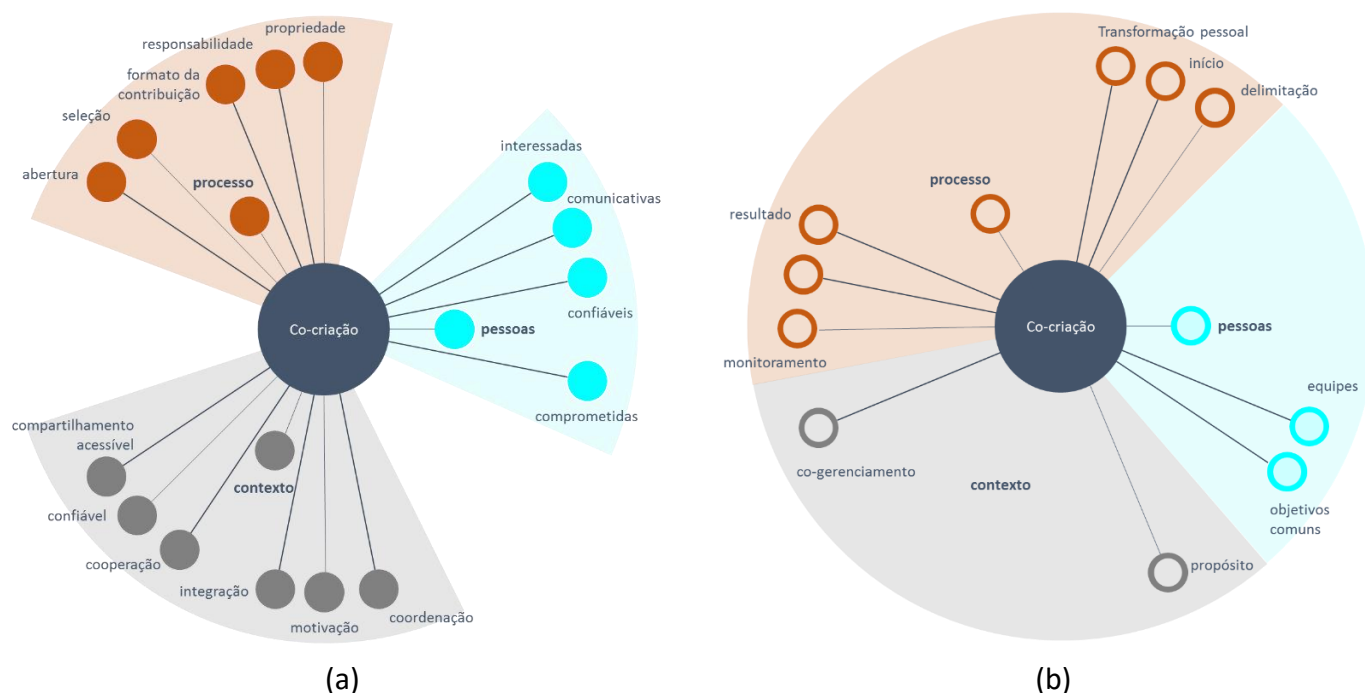 propriedade
responsabilidade
formato da
contribuição
seleção
abertura
processo
interessadas
comunicativas
confiáveis
pessoas
comprometidas
Co-criação
compartilhamento
acessível
confiável
cooperação
contexto
integração
motivação
coordenação
(a)
Transformação pessoal
início
delimitação
processo
resultado
monitoramento
Co-criação
pessoas
equipes
objetivos
comuns
co-gerenciamento
contexto
propósito
(b)